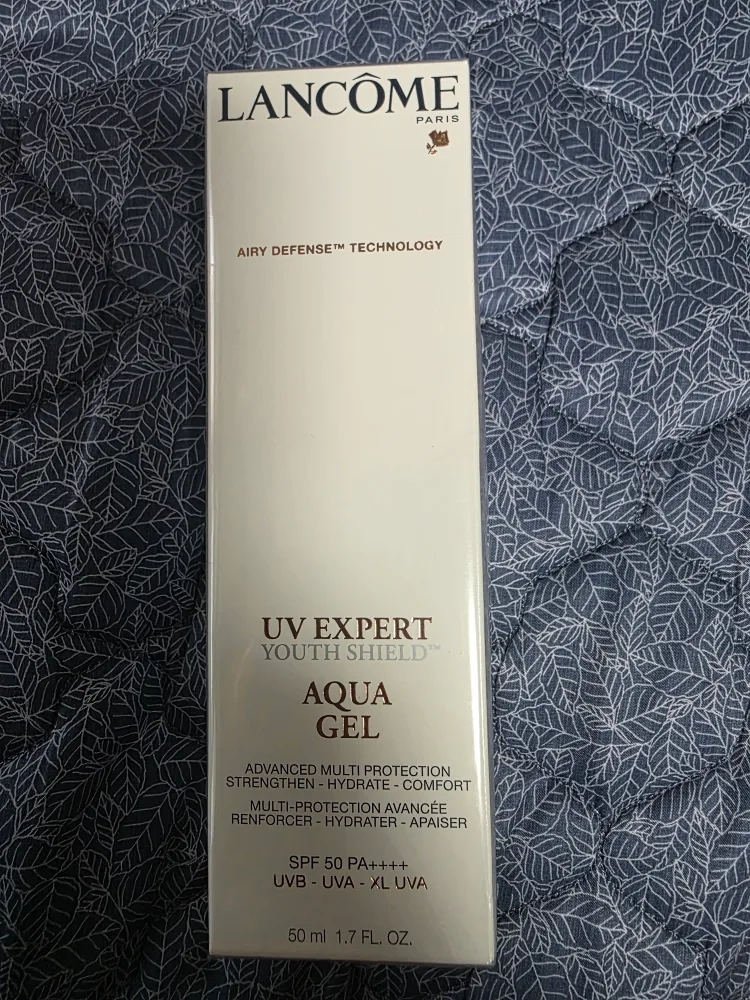 LANCÔME
PARIS
AIRY DEFENSE™ TECHNOLOGY
UV EXPERT
YOUTH SHIELD™
AQUA
GEL
ADVANCED MULTI PROTECTION
STRENGTHEN - HYDRATE - COMFORT
MULTI-PROTECTION AVANCÉE
RENFORCER - HYDRATER - APAISER
SPF 50 PA++++
UVB - UVA - XL UVA
50 ml 1.7 FL. OZ.